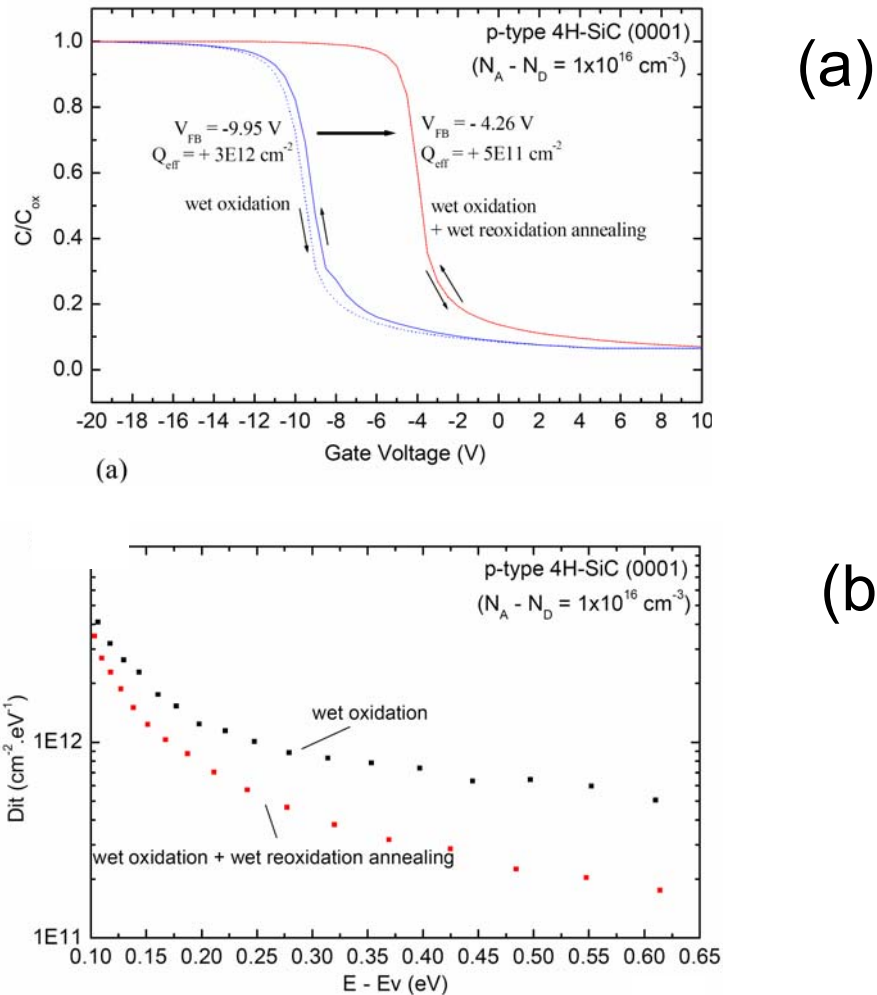 p-type 4H-SiC (0001)
(N_A - N_D = 1x10^16 cm^-3)
(a)
1.0
0.8
0.6
0.4
0.2
0.0
C/C_ox
V_FB = -9.95 V
Q_eff = + 3E12 cm^-2
wet oxidation
V_FB = - 4.26 V
Q_eff = + 5E11 cm^-2
wet oxidation
+ wet reoxidation annealing
-20 -18 -16 -14 -12 -10 -8 -6 -4 -2 0 2 4 6 8 10
Gate Voltage (V)
(a)
p-type 4H-SiC (0001)
(N_A - N_D = 1x10^16 cm^-3)
(b
Dit (cm^-2.eV^-1)
1E12
1E11
wet oxidation
wet oxidation + wet reoxidation annealing
0.10 0.15 0.20 0.25 0.30 0.35 0.40 0.45 0.50 0.55 0.60 0.65
E - Ev (eV)